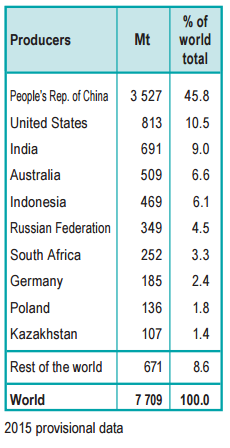 Producers Mt % of world total
People's Rep. of China 3 527 45.8
United States 813 10.5
India 691 9.0
Australia 509 6.6
Indonesia 469 6.1
Russian Federation 349 4.5
South Africa 252 3.3
Germany 185 2.4
Poland 136 1.8
Kazakhstan 107 1.4
Rest of the world 671 8.6
World 7 709 100.0
2015 provisional data